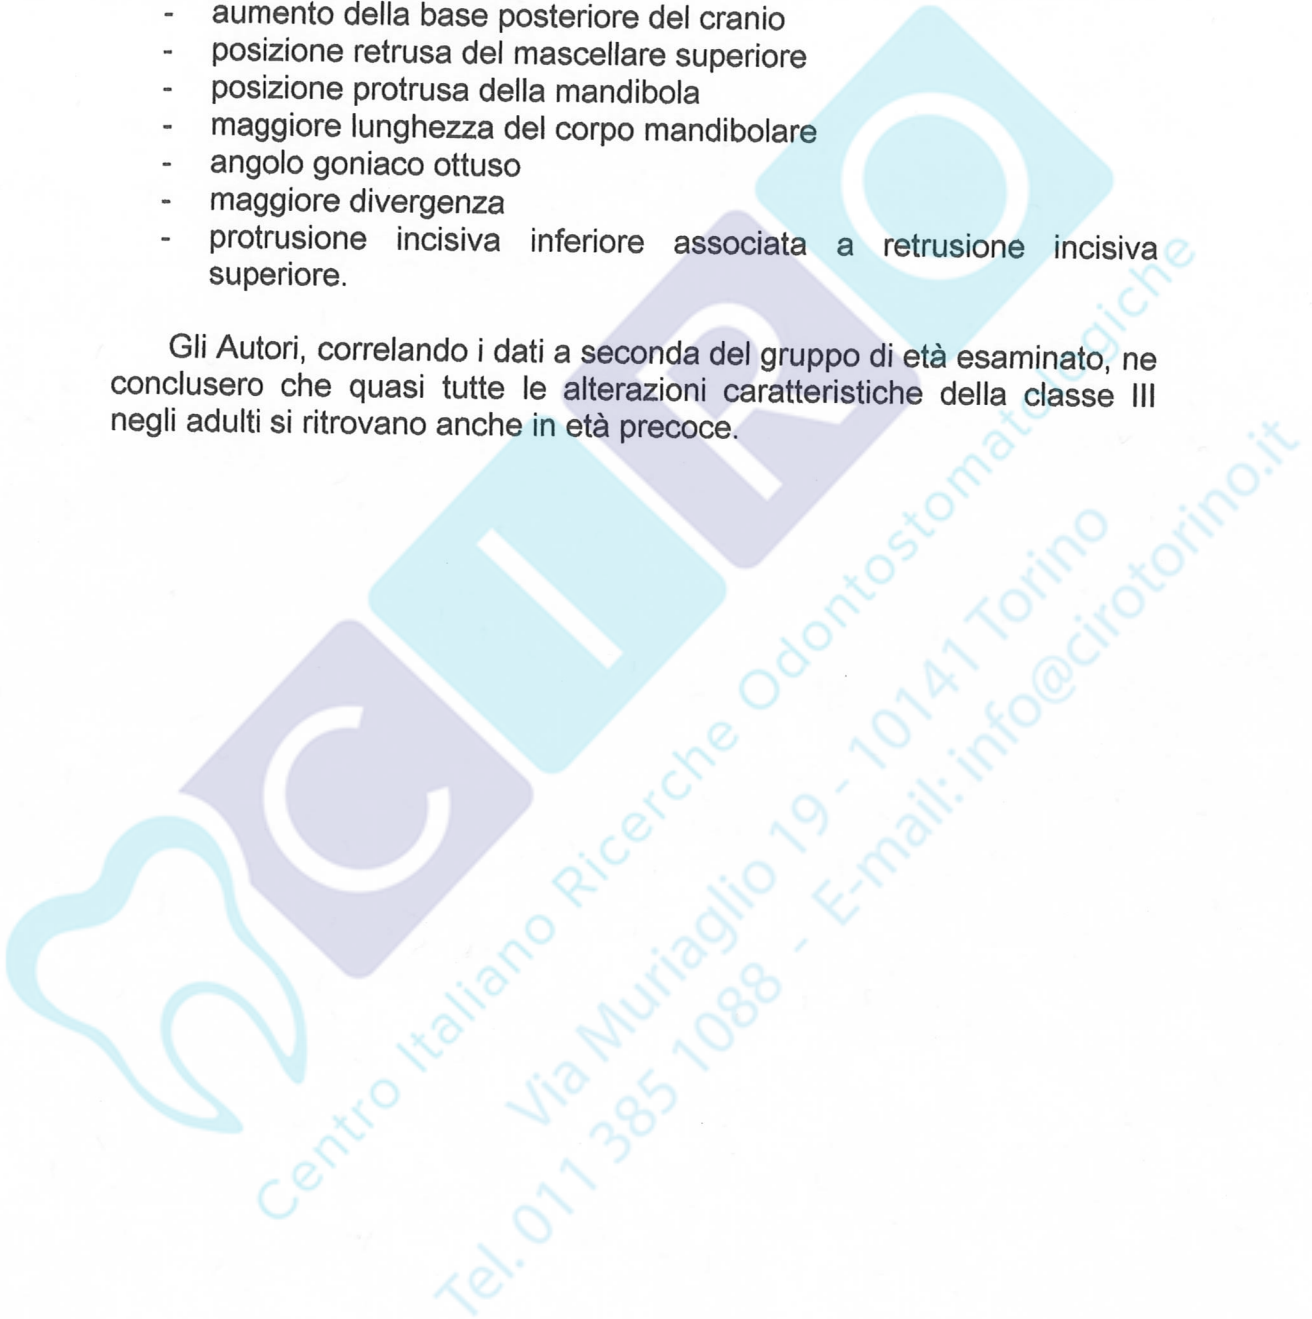 - aumento della base posteriore del cranio
- posizione retrusa del mascellare superiore
- posizione protrusa della mandibola
- maggiore lunghezza del corpo mandibolare
- angolo goniaco ottuso
- maggiore divergenza
- protrusione incisiva inferiore associata a retrusione incisiva
superiore.
Gli Autori, correlando i dati a seconda del gruppo di età esaminato, ne
conclusero che quasi tutte le alterazioni caratteristiche della classe III
negli adulti si ritrovano anche in età precoce.
CIRO
Centro Italiano Ricerche Odontostomatologiche
Via Muriaglio 19 - 10141 Torino
Tel. 011 385 1088 - E-mail: info@cirotorino.it